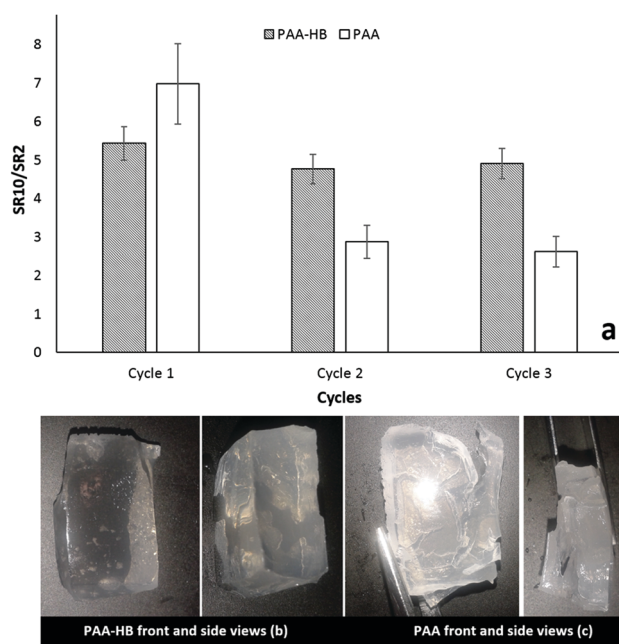 PAA-HB PAA
8
7
6
5
4
3
2
1
0
SR10/SR2
Cycle 1 Cycle 2 Cycle 3
Cycles
a
PAA-HB front and side views (b) PAA front and side views (c)